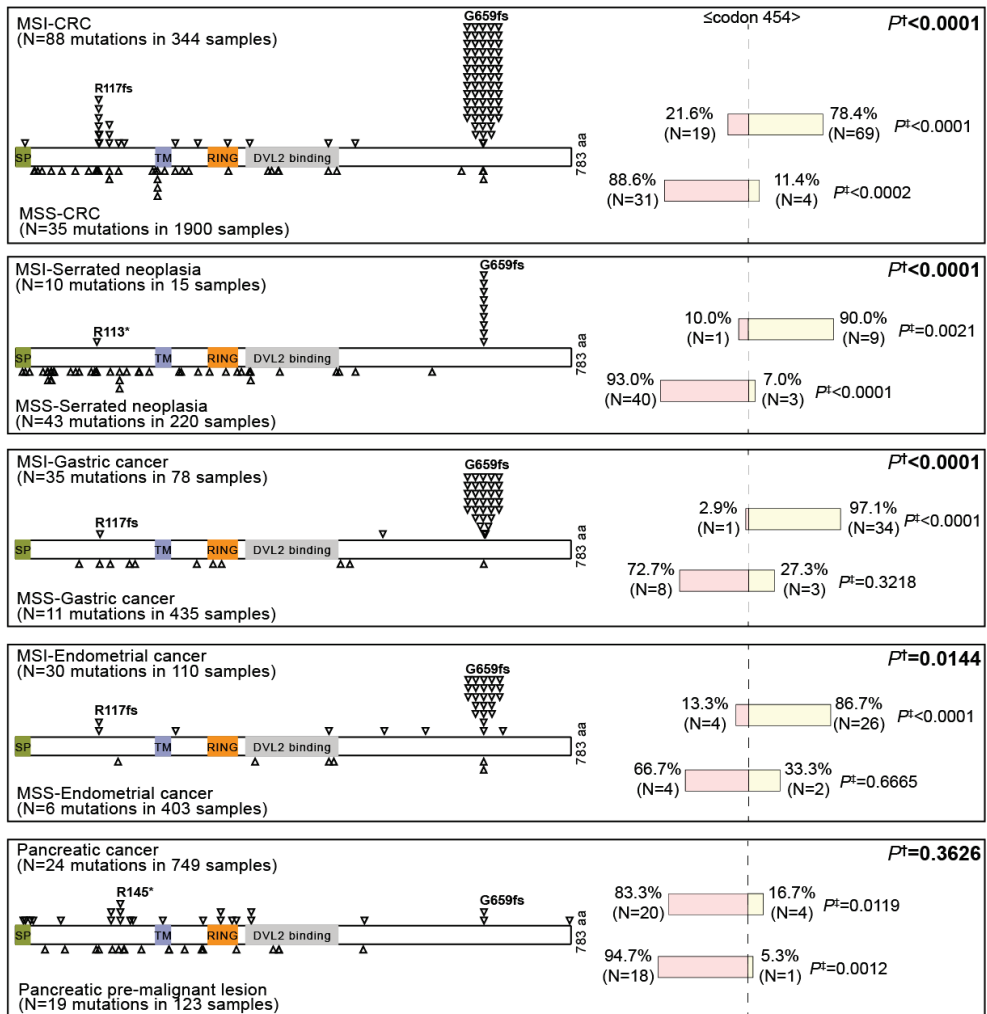 MSI-CRC
(N=88 mutations in 344 samples)
G659fs
≤codon 454>
P†<0.0001
R117fs
21.6%
(N=19)
78.4%
(N=69)
P‡<0.0001
SP
TM
RING
DVL2 binding
783 aa
88.6%
(N=31)
11.4%
(N=4)
P‡<0.0002
MSS-CRC
(N=35 mutations in 1900 samples)
MSI-Serrated neoplasia
(N=10 mutations in 15 samples)
G659fs
P†<0.0001
R113*
10.0%
(N=1)
90.0%
(N=9)
P‡=0.0021
SP
TM
RING
DVL2 binding
783 aa
93.0%
(N=40)
7.0%
(N=3)
P‡<0.0001
MSS-Serrated neoplasia
(N=43 mutations in 220 samples)
MSI-Gastric cancer
(N=35 mutations in 78 samples)
G659fs
P†<0.0001
R117fs
2.9%
(N=1)
97.1%
(N=34)
P‡<0.0001
SP
TM
RING
DVL2 binding
783 aa
72.7%
(N=8)
27.3%
(N=3)
P‡=0.3218
MSS-Gastric cancer
(N=11 mutations in 435 samples)
MSI-Endometrial cancer
(N=30 mutations in 110 samples)
G659fs
P†=0.0144
R117fs
13.3%
(N=4)
86.7%
(N=26)
P‡<0.0001
SP
TM
RING
DVL2 binding
783 aa
66.7%
(N=4)
33.3%
(N=2)
P‡=0.6665
MSS-Endometrial cancer
(N=6 mutations in 403 samples)
Pancreatic cancer
(N=24 mutations in 749 samples)
P†=0.3626
R145*
G659fs
83.3%
(N=20)
16.7%
(N=4)
P‡=0.0119
SP
TM
RING
DVL2 binding
783 aa
94.7%
(N=18)
5.3%
(N=1)
P‡=0.0012
Pancreatic pre-malignant lesion
(N=19 mutations in 123 samples)